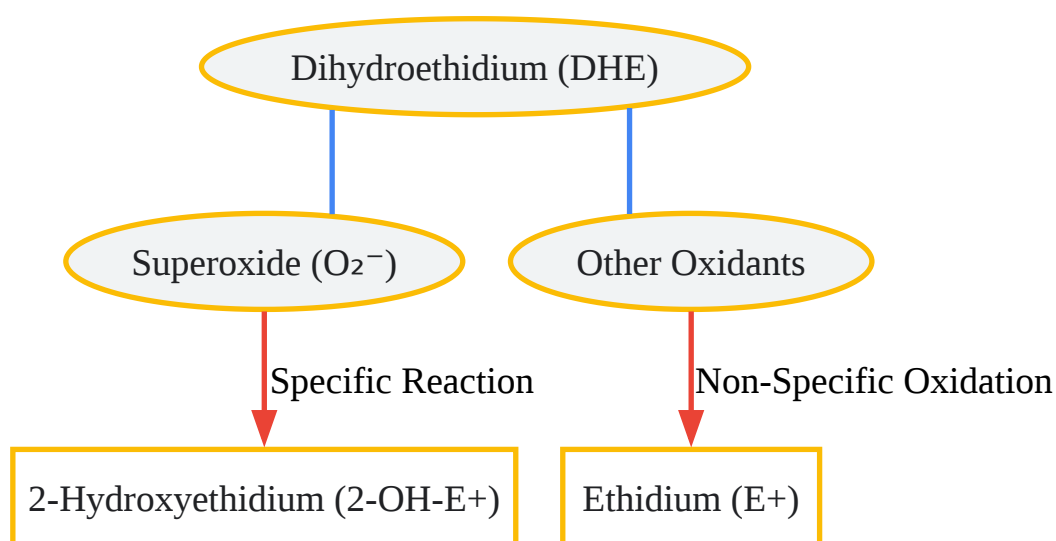 Dihydroethidium (DHE)
Superoxide (O₂⁻)
Other Oxidants
Specific Reaction
Non-Specific Oxidation
2-Hydroxyethidium (2-OH-E+)
Ethidium (E+)